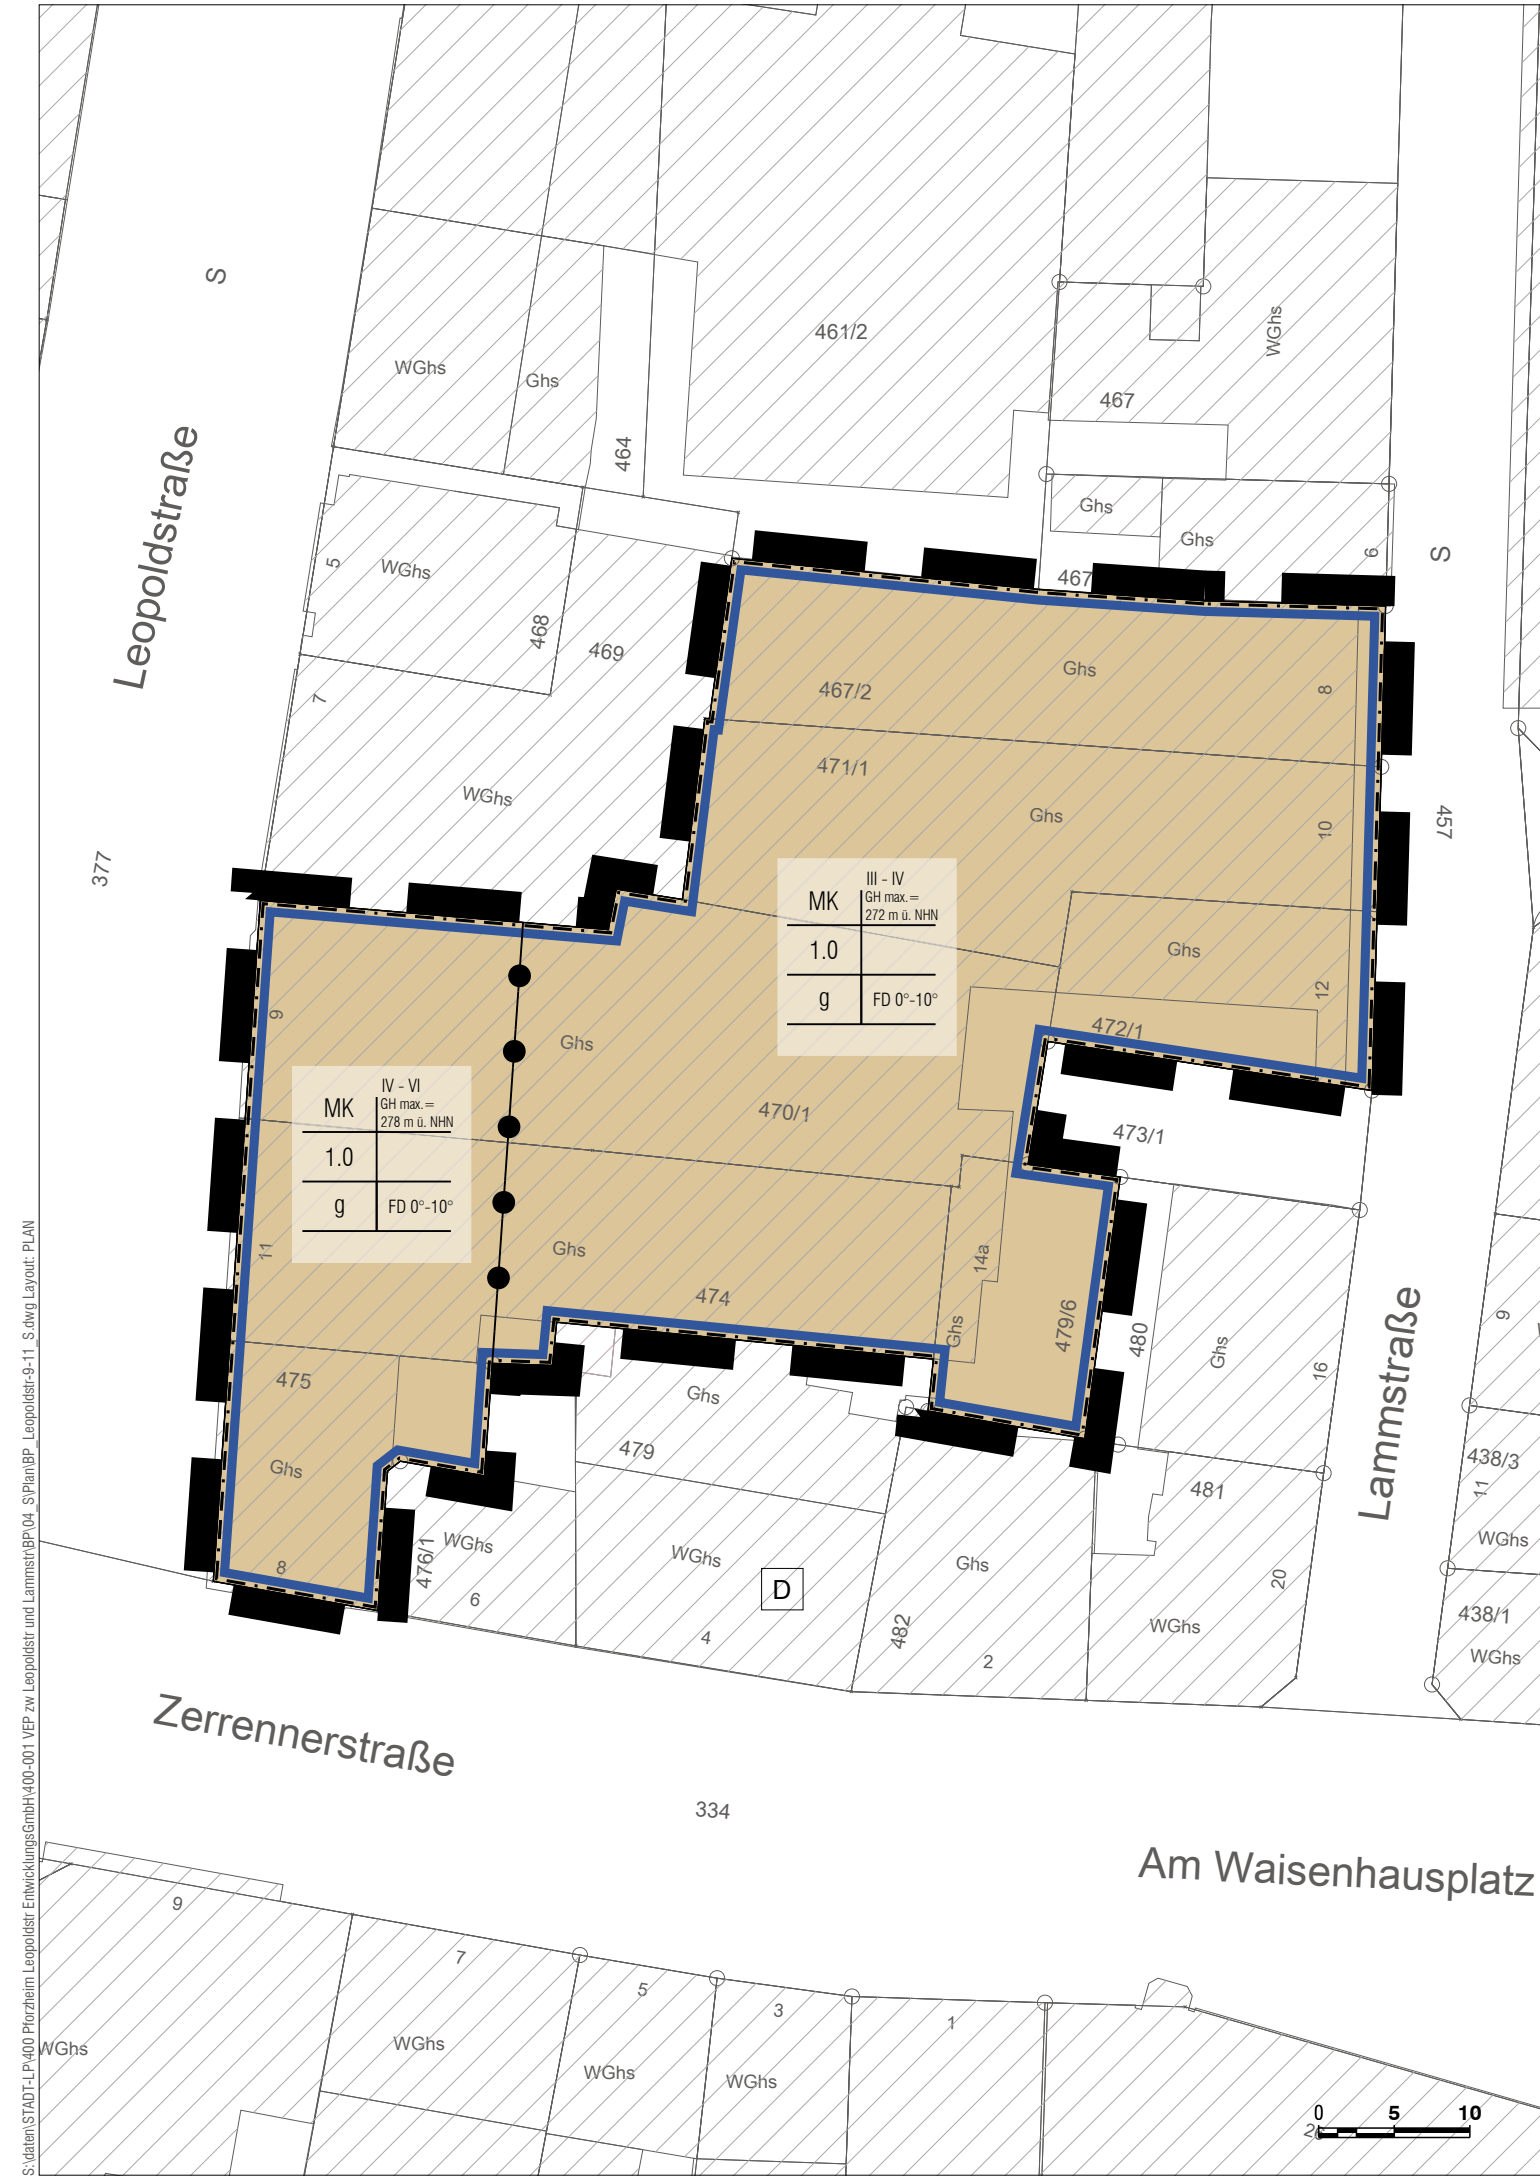 S
461/2
WGhs
WGhs
Ghs
467
464
Leopoldstraße
5
WGhs
468
469
Ghs
Ghs
6
S
467
7
WGhs
467/2
Ghs
8
471/1
Ghs
10
457
377
MK
III - IV
GH max. =
272 m ü. NHN
1.0
g
FD 0°-10°
Ghs
12
472/1
9
Ghs
470/1
473/1
MK
IV - VI
GH max. =
278 m ü. NHN
1.0
g
FD 0°-10°
11
Ghs
474
14a
Ghs
479/6
480
Ghs
16
Lammstraße
9
475
Ghs
8
Ghs
479
476/1
WGhs
6
WGhs
D
4
Ghs
482
2
481
20
WGhs
438/3
11
WGhs
438/1
WGhs
Zerrennerstraße
334
Am Waisenhausplatz
9
7
5
3
1
WGhs
WGhs
WGhs
WGhs
0 5 10
S:\daten\STADT-LP\400 Pforzheim Leopoldstr EntwicklungsGmbH\400-001 VEP zw Leopoldstr und Lammstr\BP\04_S\Plan\BP_Leopoldstr-9-11_S.dwg Layout: PLAN